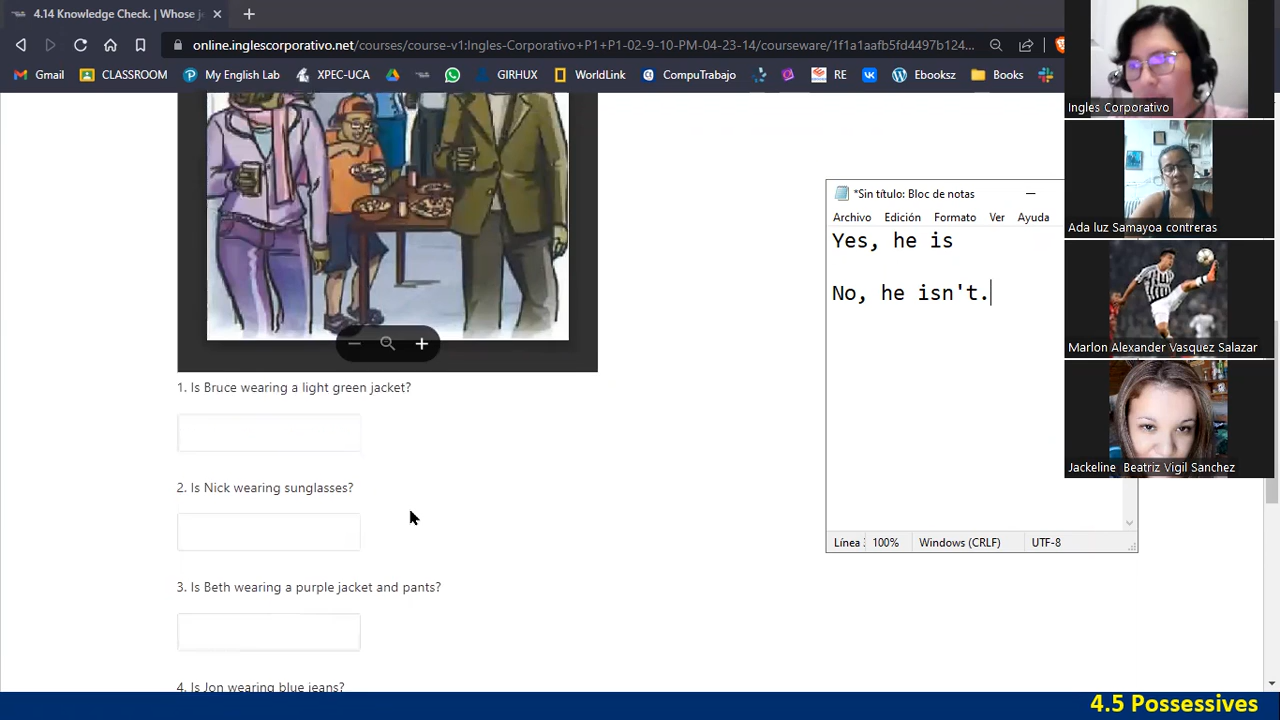 4.14 Knowledge Check. | Whose j
online.inglescorporativo.net/courses/course-v1:Ingles-Corporativo+P1+P1-02-9-10-PM-04-23-14/courseware/1f1a1aafb5fd4497b124...
Gmail
CLASSROOM
My English Lab
XPEC-UCA
GIRHUX
WorldLink
CompuTrabajo
RE
Ebooksz
Books
Ingles Corporativo
Ada luz Samayoa contreras
Marlon Alexander Vasquez Salazar
Jackeline Beatriz Vigil Sanchez
*Sin título: Bloc de notas
Archivo Edición Formato Ver Ayuda
Yes, he is
No, he isn't.
Línea 100% Windows (CRLF) UTF-8
1. Is Bruce wearing a light green jacket?
2. Is Nick wearing sunglasses?
3. Is Beth wearing a purple jacket and pants?
4. Is Jon wearing blue jeans?
4.5 Possessives